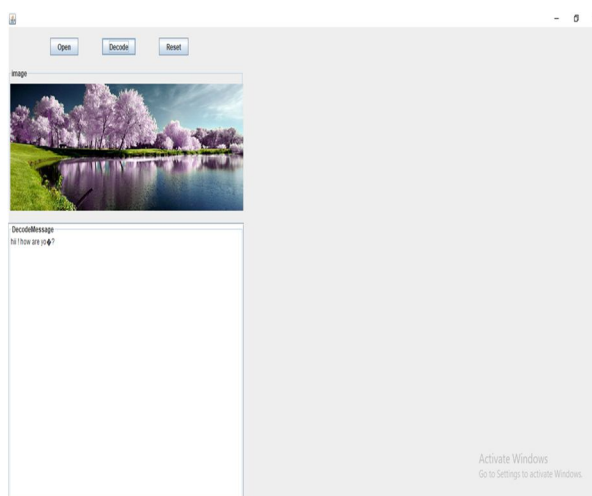 Open Decode Reset
image
DecodeMessage
hii ! how are yo�?
Activate Windows
Go to Settings to activate Windows.